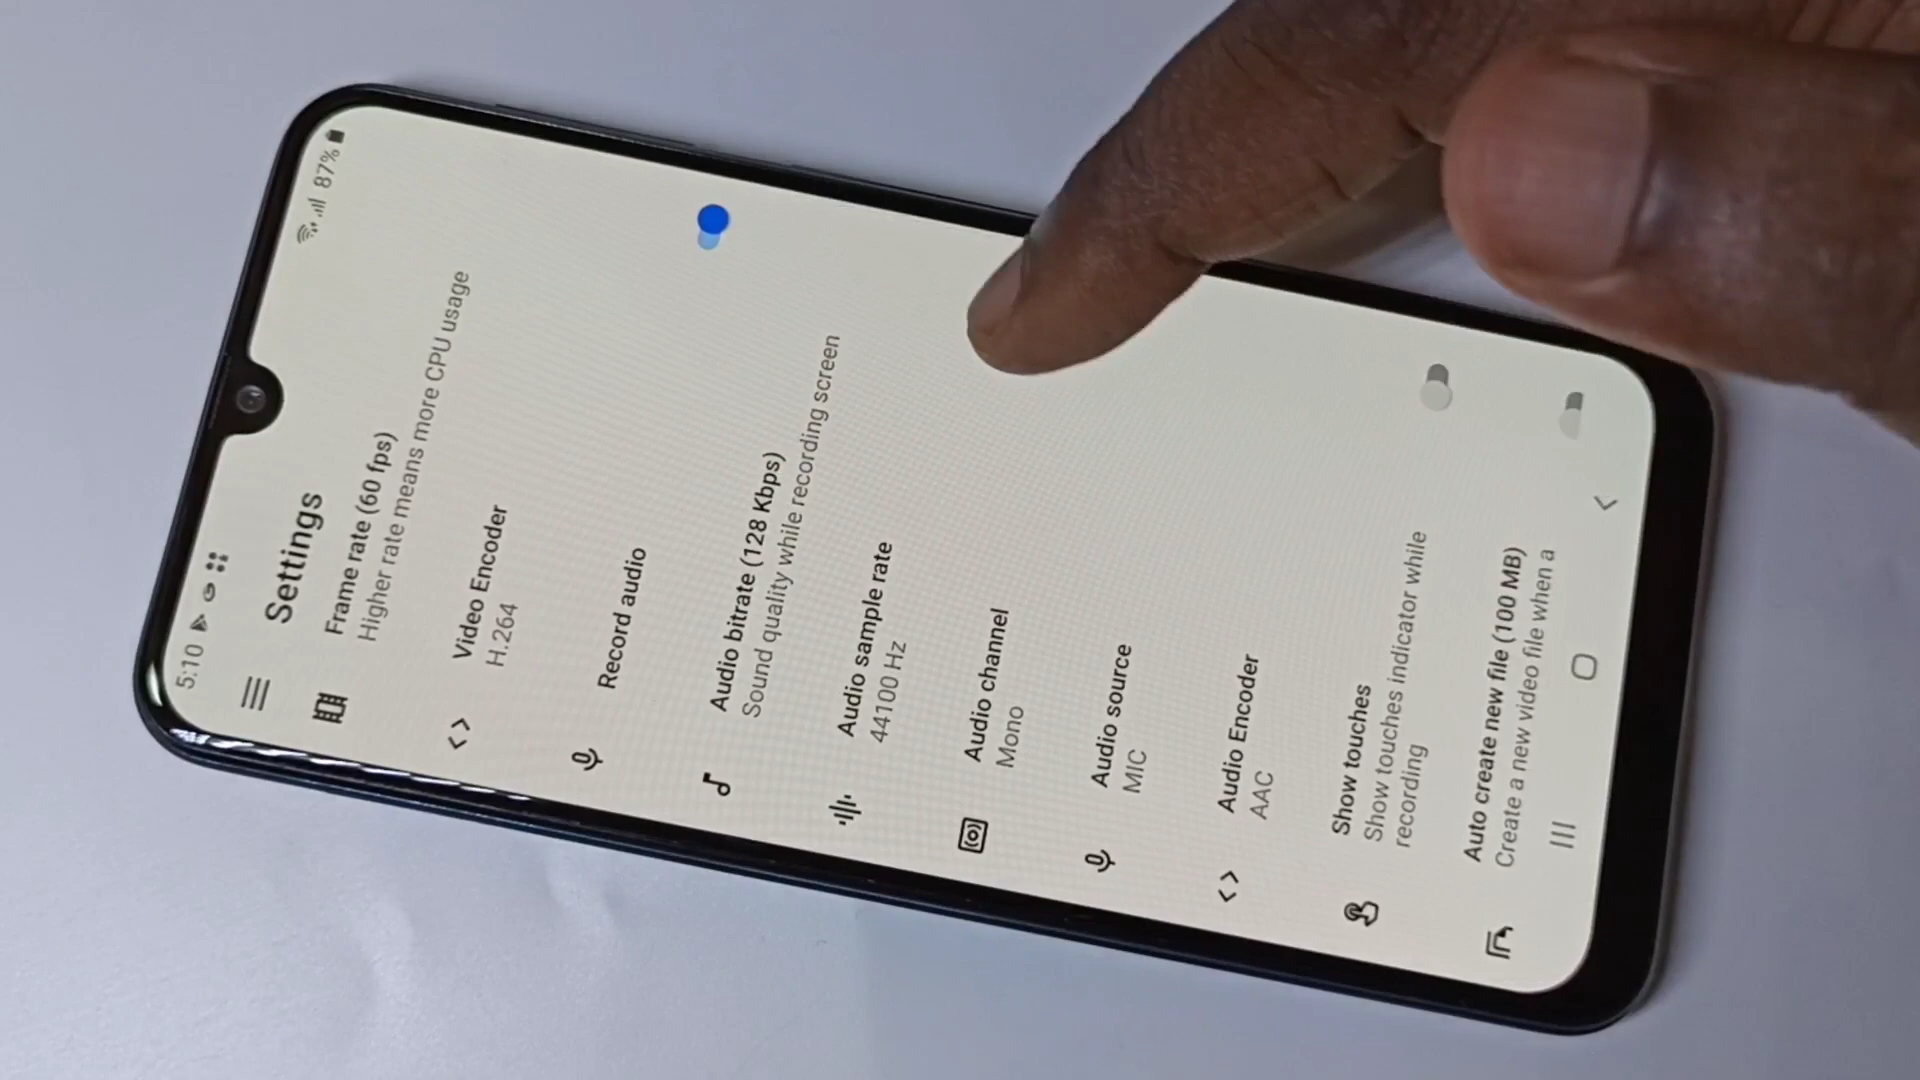 5:10
87%
Settings
Frame rate (60 fps)
Higher rate means more CPU usage
Video Encoder
H.264
Record audio
Audio bitrate (128 Kbps)
Sound quality while recording screen
Audio sample rate
44100 Hz
Audio channel
Mono
Audio source
MIC
Audio Encoder
AAC
Show touches
Show touches indicator while
recording
Auto create new file (100 MB)
Create a new video file when a